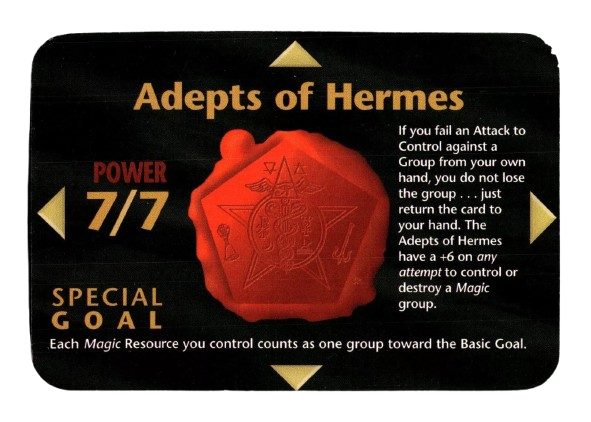 Adepts of Hermes
POWER
7/7
If you fail an Attack to
Control against a
Group from your own
hand, you do not lose
the group . . . just
return the card to
your hand. The
Adepts of Hermes
have a +6 on any
attempt to control or
destroy a Magic
group.
SPECIAL
GOAL
Each Magic Resource you control counts as one group toward the Basic Goal.